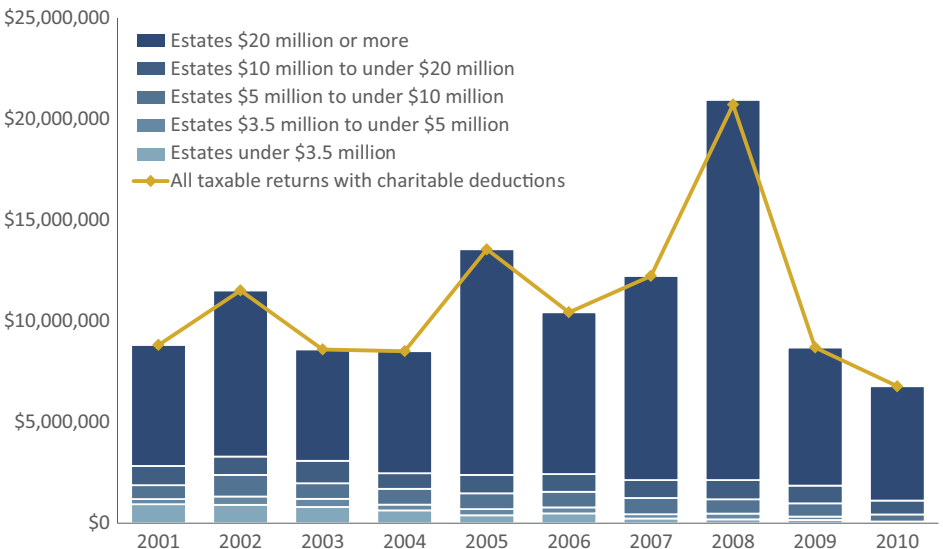 $25,000,000
$20,000,000
$15,000,000
$10,000,000
$5,000,000
$0
Estates $20 million or more
Estates $10 million to under $20 million
Estates $5 million to under $10 million
Estates $3.5 million to under $5 million
Estates under $3.5 million
All taxable returns with charitable deductions
2001 2002 2003 2004 2005 2006 2007 2008 2009 2010